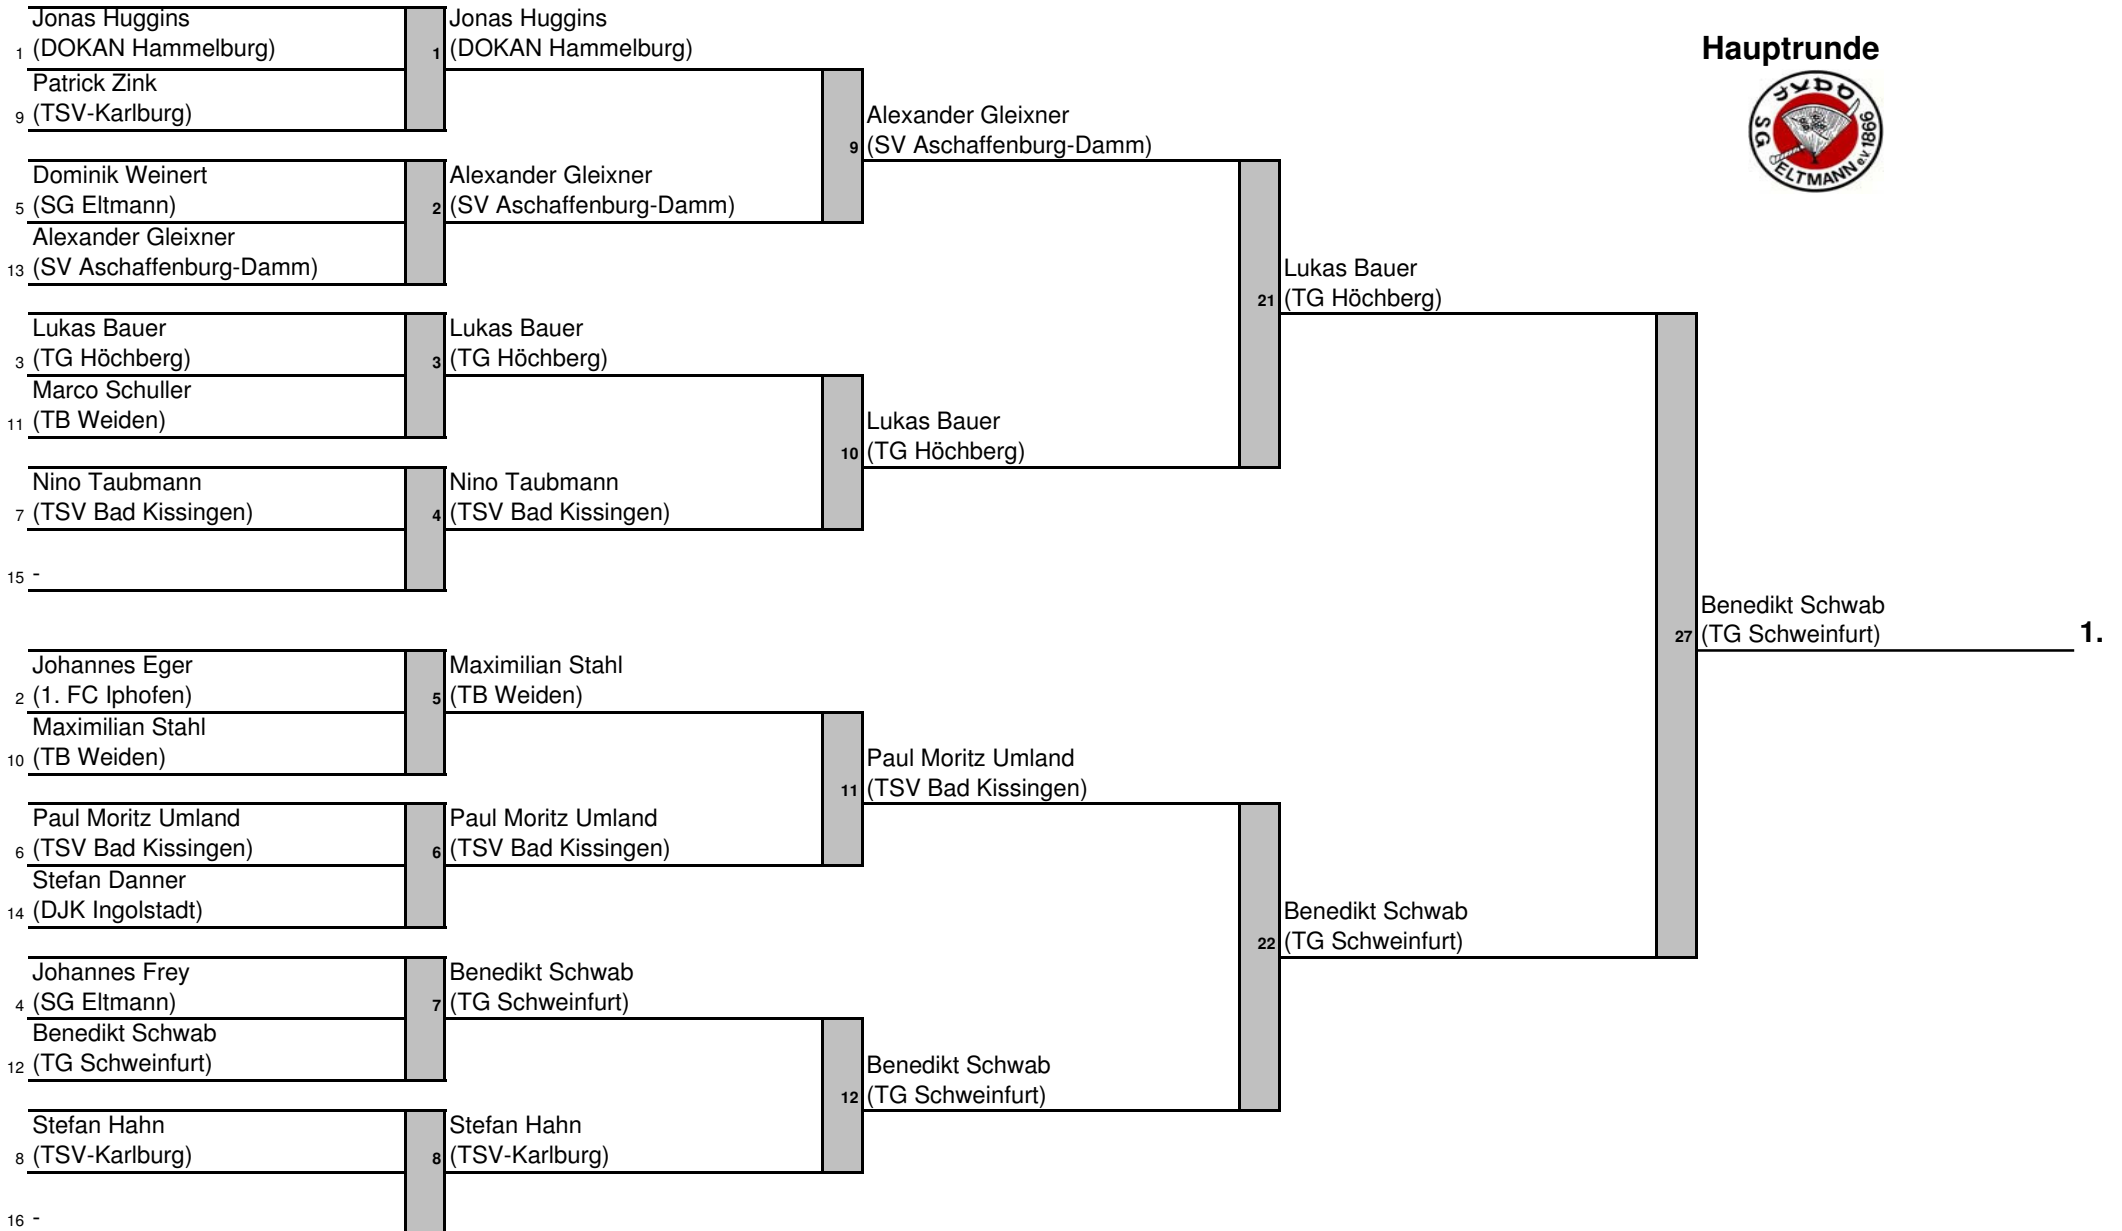 Hauptrunde
JUDO
SG ELTMANN e.V. 1866
Jonas Huggins
1 (DOKAN Hammelburg)
Patrick Zink
9 (TSV-Karlburg)
Dominik Weinert
5 (SG Eltmann)
Alexander Gleixner
13 (SV Aschaffenburg-Damm)
Lukas Bauer
3 (TG Höchberg)
Marco Schuller
11 (TB Weiden)
Nino Taubmann
7 (TSV Bad Kissingen)
15 -
Johannes Eger
2 (1. FC Iphofen)
Maximilian Stahl
10 (TB Weiden)
Paul Moritz Umland
6 (TSV Bad Kissingen)
Stefan Danner
14 (DJK Ingolstadt)
Johannes Frey
4 (SG Eltmann)
Benedikt Schwab
12 (TG Schweinfurt)
Stefan Hahn
8 (TSV-Karlburg)
16 -
Jonas Huggins
1 (DOKAN Hammelburg)
Alexander Gleixner
2 (SV Aschaffenburg-Damm)
Lukas Bauer
3 (TG Höchberg)
Nino Taubmann
4 (TSV Bad Kissingen)
Maximilian Stahl
5 (TB Weiden)
Paul Moritz Umland
6 (TSV Bad Kissingen)
Benedikt Schwab
7 (TG Schweinfurt)
Stefan Hahn
8 (TSV-Karlburg)
Alexander Gleixner
9 (SV Aschaffenburg-Damm)
Lukas Bauer
10 (TG Höchberg)
Paul Moritz Umland
11 (TSV Bad Kissingen)
Benedikt Schwab
12 (TG Schweinfurt)
Lukas Bauer
21 (TG Höchberg)
Benedikt Schwab
22 (TG Schweinfurt)
Benedikt Schwab
27 (TG Schweinfurt) 1.